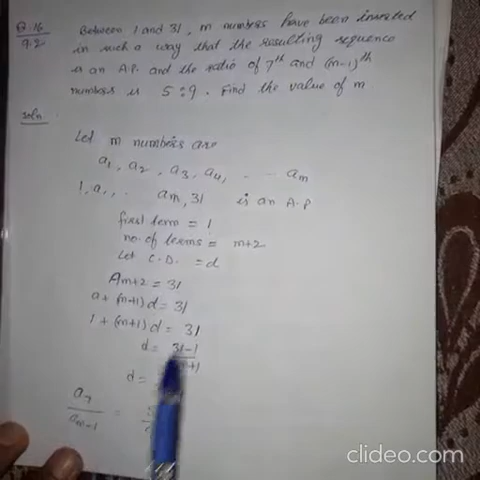 Q.16 Between 1 and 31, m numbers have been inserted
9.2 in such a way that the resulting sequence
is an A.P. and the ratio of 7th and (m-1)th
numbers is 5:9. Find the value of m
soln
Let m numbers are
a1, a2, a3, a4, . - - am
1, a, , . am, 31 is an A.P
first term = 1
no. of terms = m+2
Let C.D. = d
Am+2 = 31
a + (m+1)d = 31
1 + (m+1)d = 31
d = 31-1
d =
a7 =
am-1
clideo.com